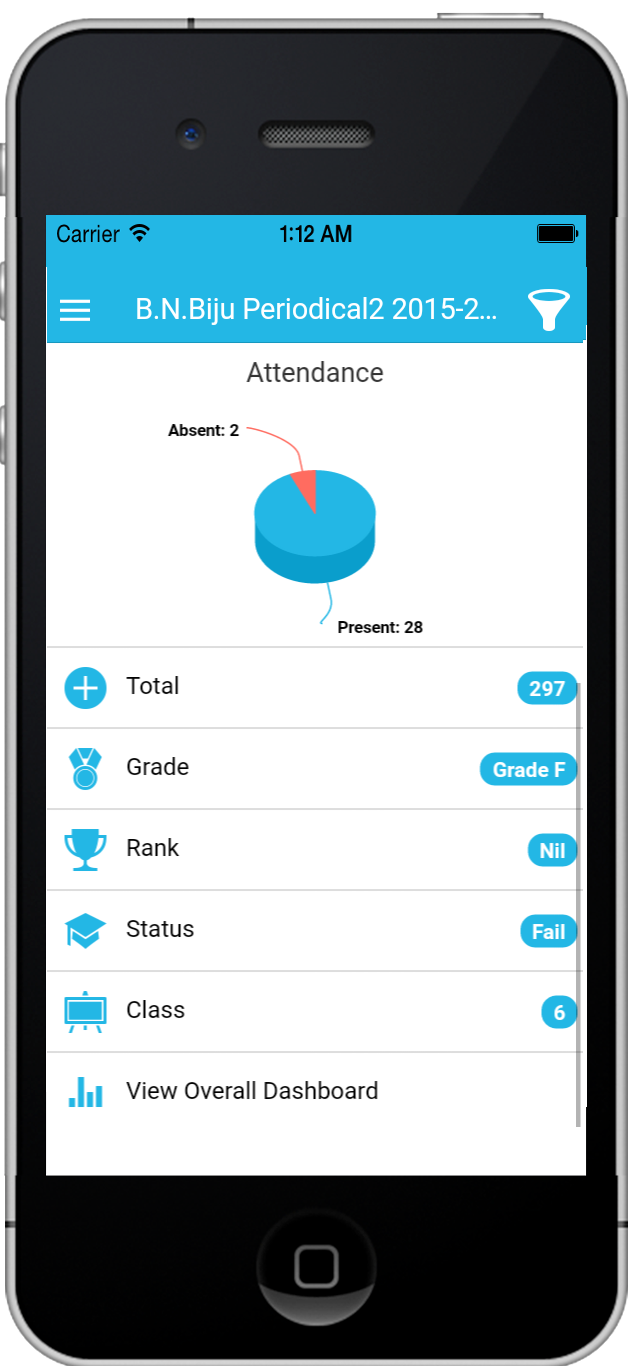 Carrier 1:12 AM
B.N.Biju Periodical2 2015-2...
Attendance
Absent: 2
Present: 28
Total 297
Grade Grade F
Rank Nil
Status Fail
Class 6
View Overall Dashboard